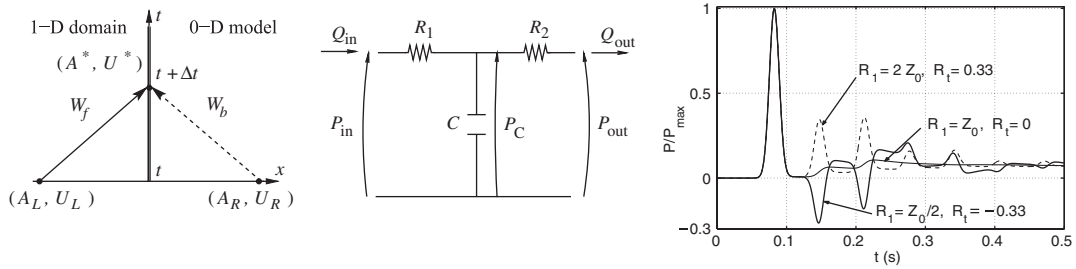 1−D domain
t
0−D model
(A*, U*)
t + Δt
W_f
W_b
t
x
(A_L, U_L)
(A_R, U_R)
Q_in
R_1
R_2
Q_out
P_in
C
P_C
P_out
P/P_max
1
0.5
0
−0.3
R_1 = 2 Z_0, R_t = 0.33
R_1 = Z_0, R_t = 0
R_1 = Z_0/2, R_t = −0.33
0
0.1
0.2
0.3
0.4
0.5
t (s)